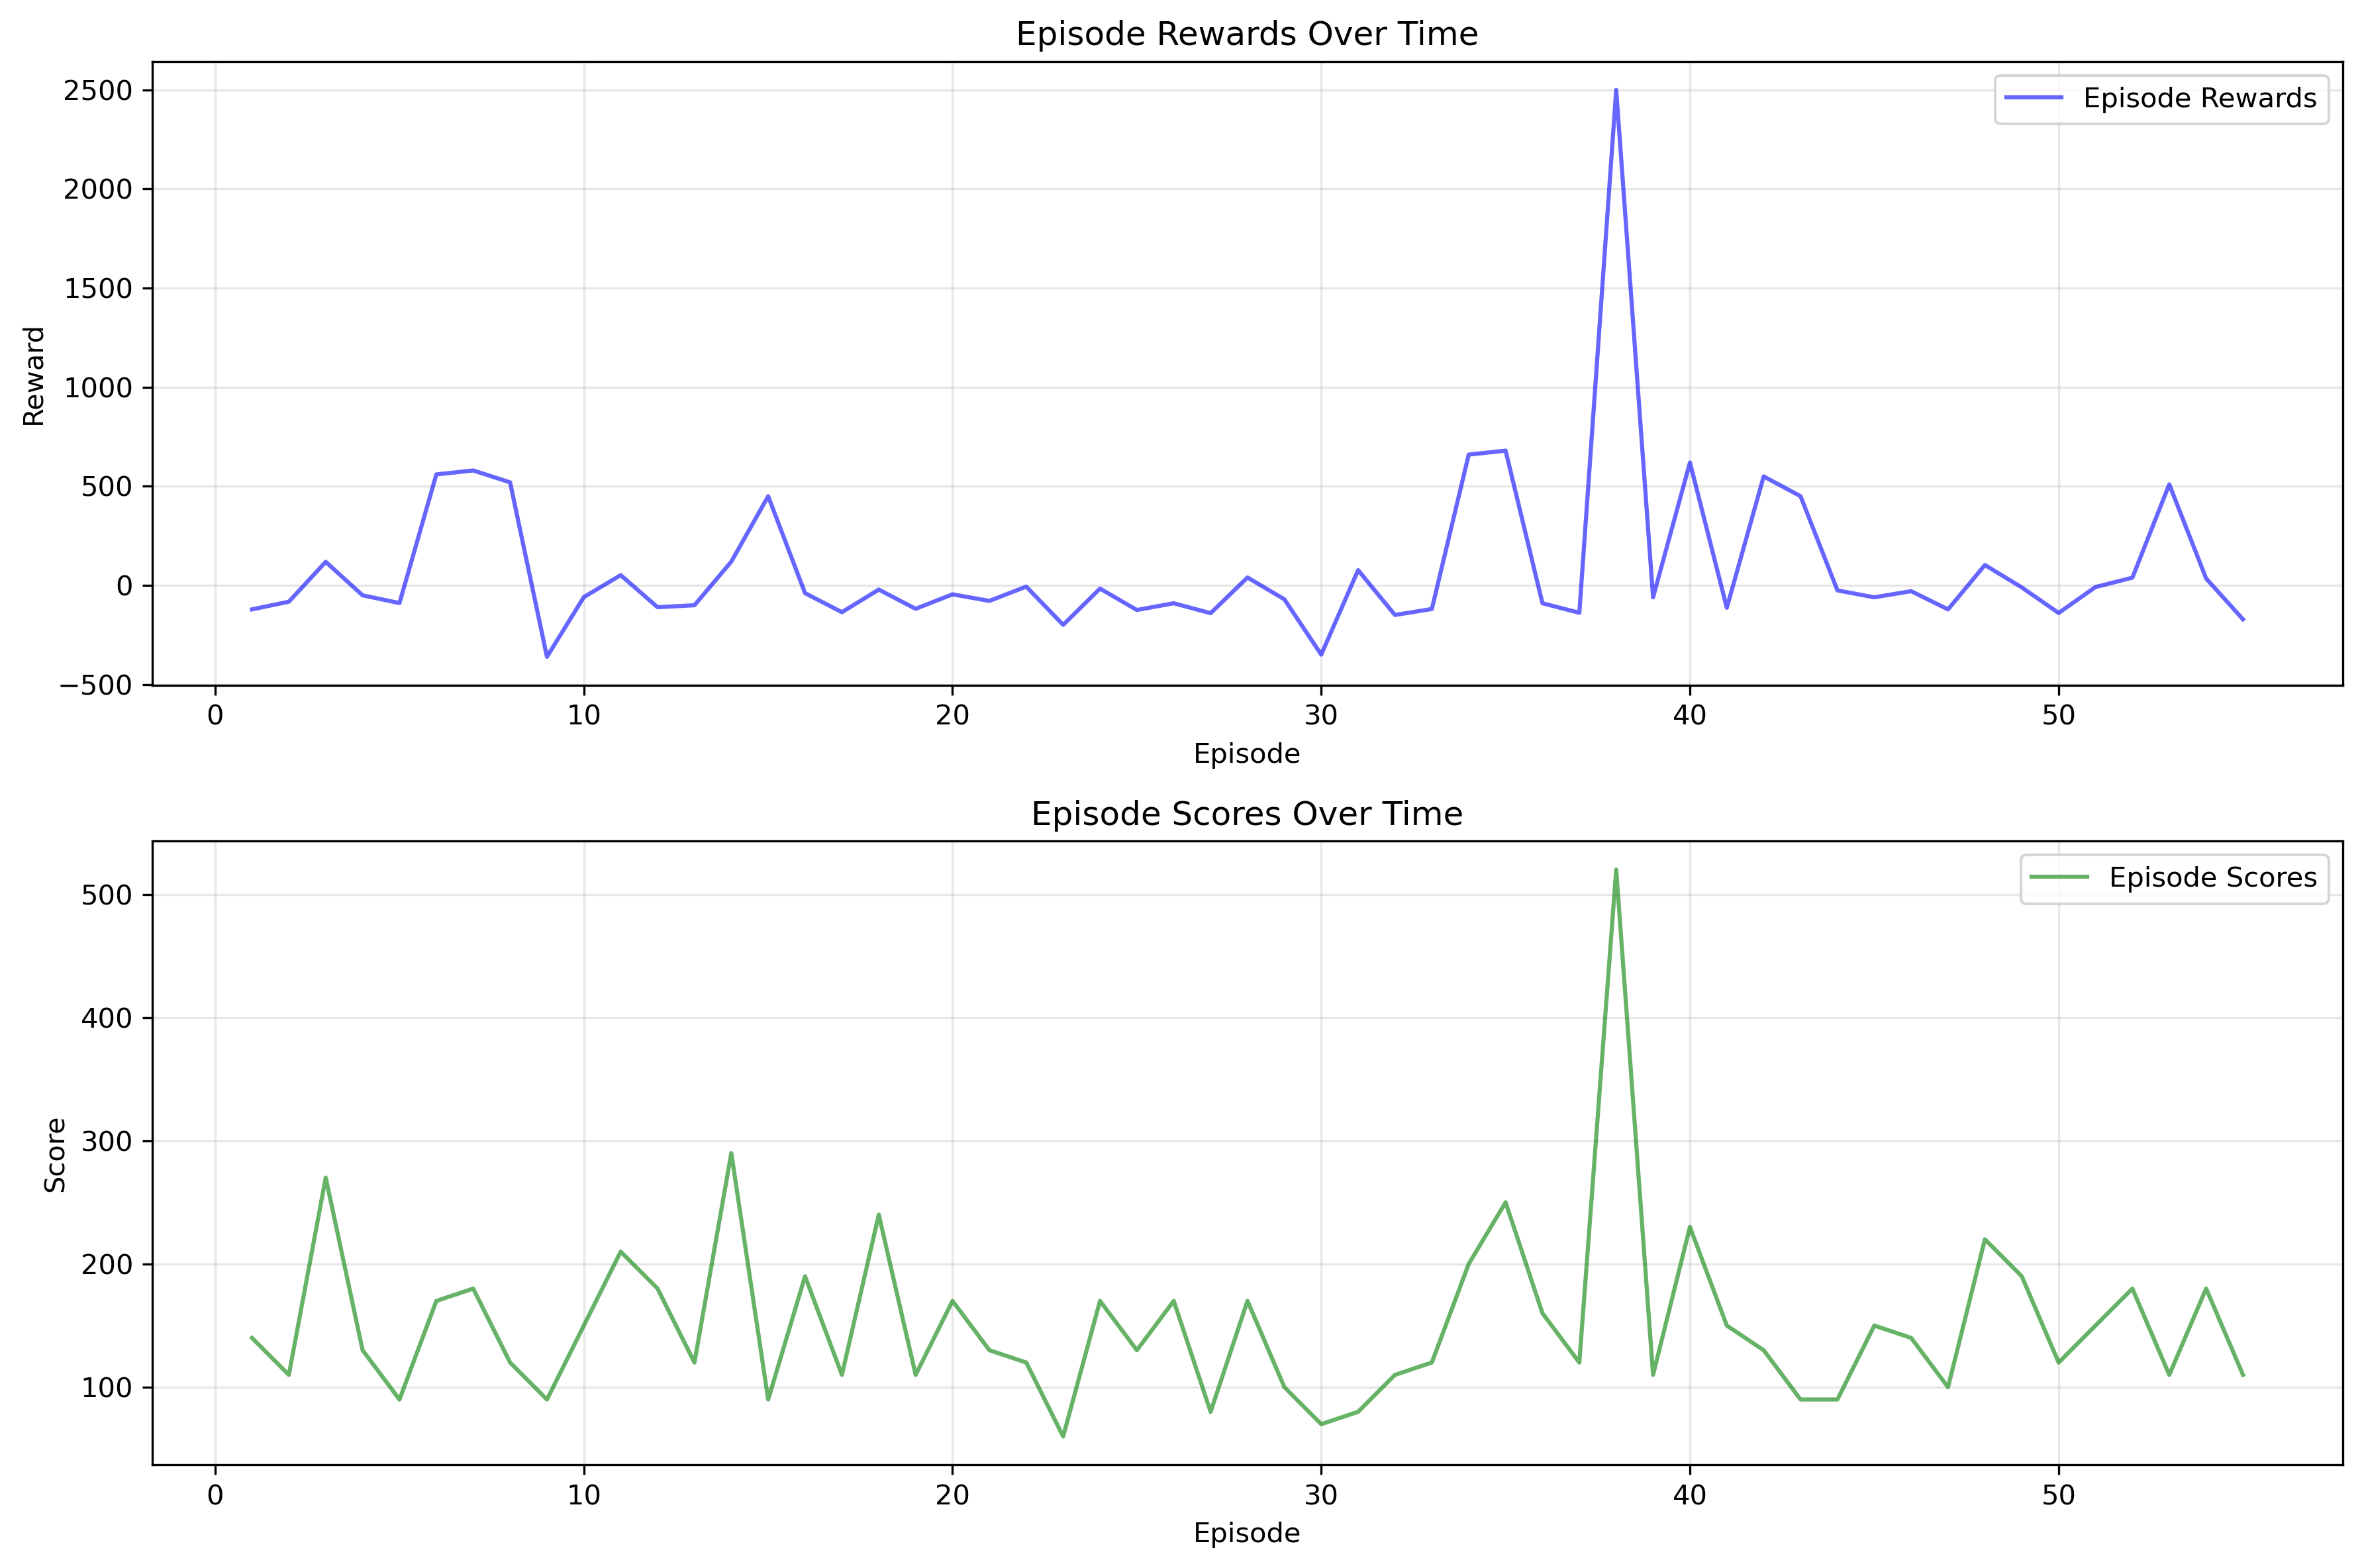 Episode Rewards Over Time
Episode Rewards
2500
2000
1500
1000
500
0
−500
Reward
0 10 20 30 40 50
Episode
Episode Scores Over Time
Episode Scores
500
400
300
200
100
Score
0 10 20 30 40 50
Episode